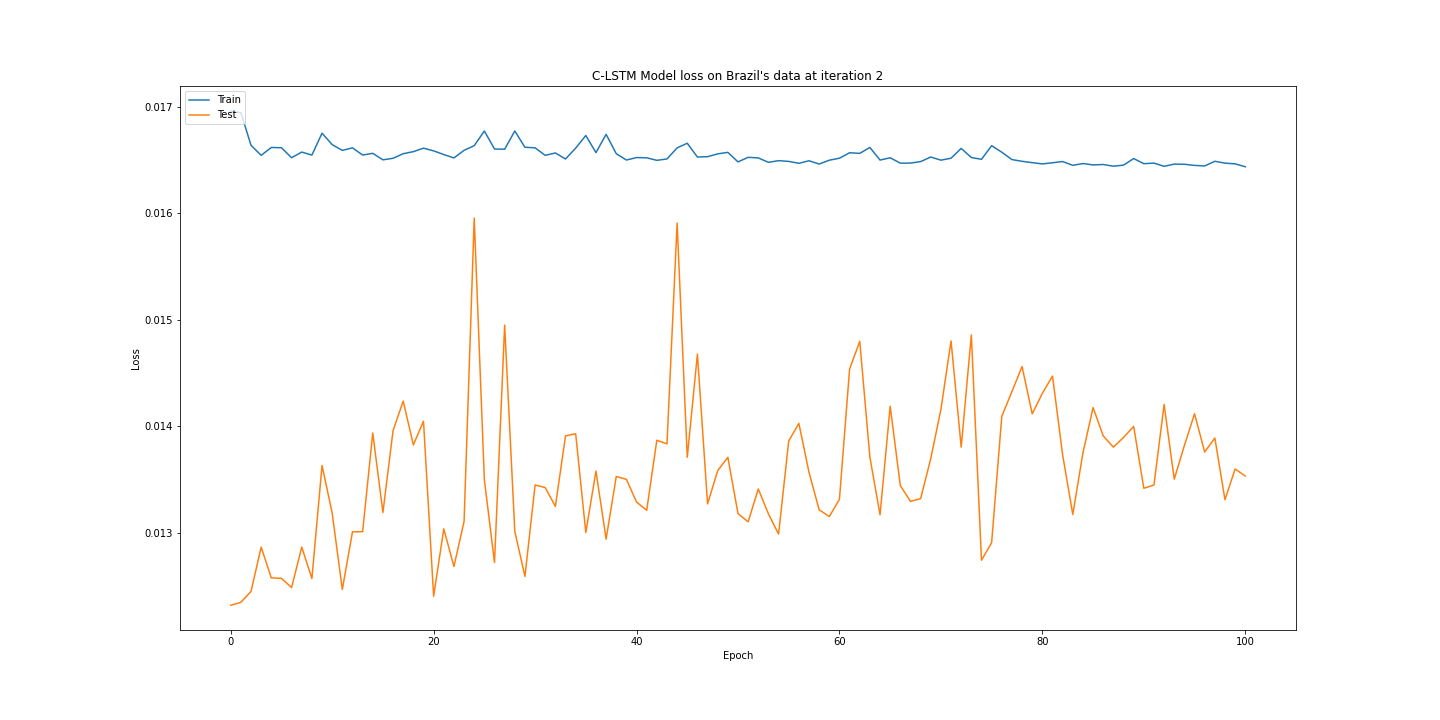 C-LSTM Model loss on Brazil's data at iteration 2
Train
Test
0.017
0.016
0.015
0.014
0.013
Loss
0 20 40 60 80 100
Epoch